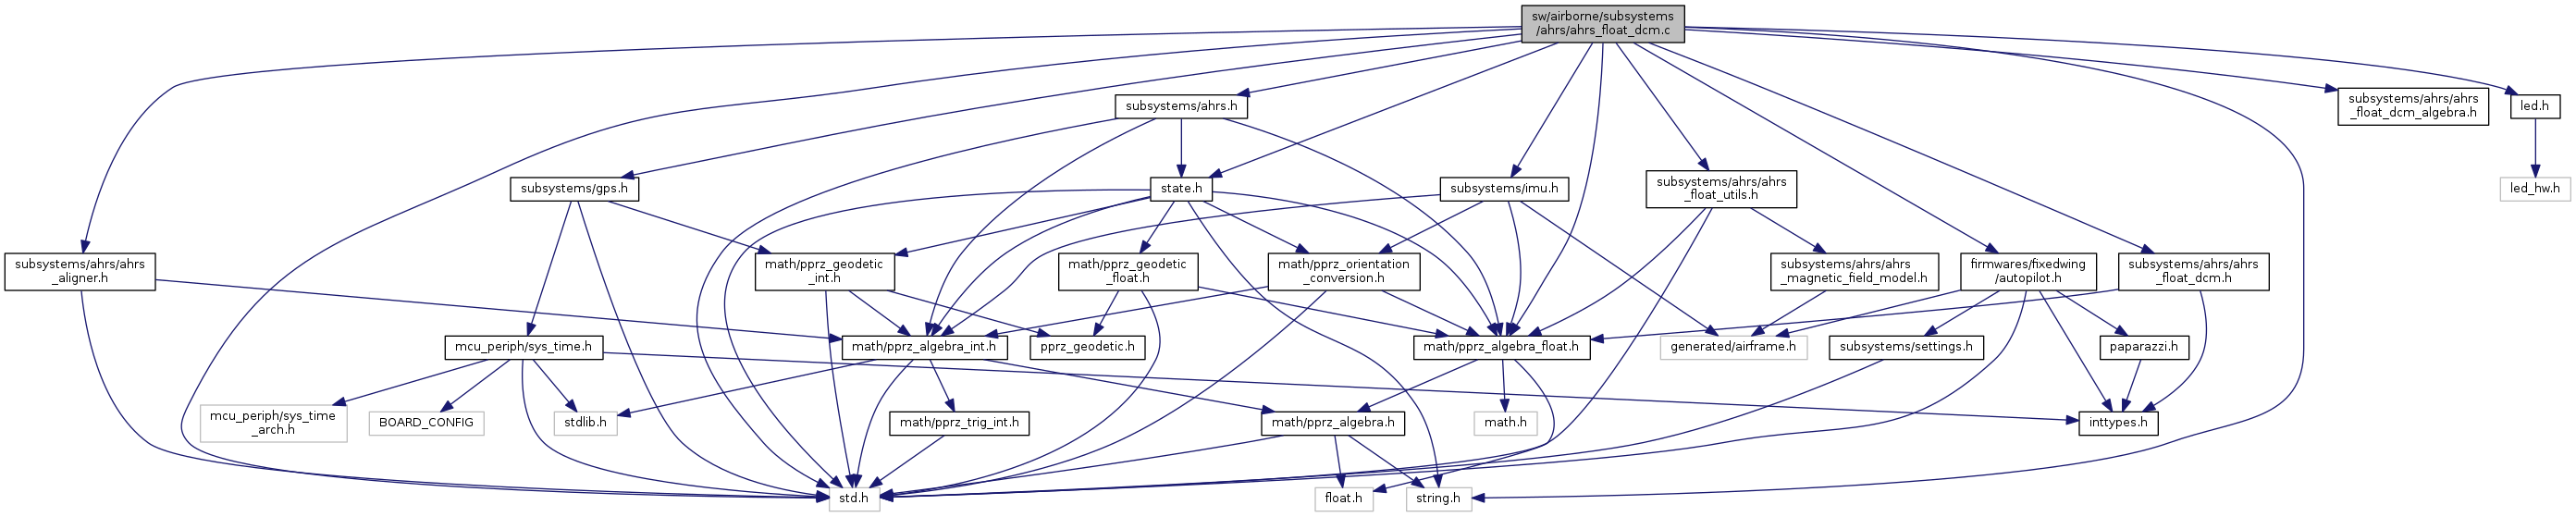 sw/airborne/subsystems
/ahrs/ahrs_float_dcm.c
subsystems/ahrs.h
subsystems/ahrs/ahrs
_float_dcm_algebra.h
led.h
subsystems/gps.h
state.h
subsystems/imu.h
subsystems/ahrs/ahrs
_float_utils.h
led_hw.h
subsystems/ahrs/ahrs
_aligner.h
math/pprz_geodetic
_int.h
math/pprz_geodetic
_float.h
math/pprz_orientation
_conversion.h
subsystems/ahrs/ahrs
_magnetic_field_model.h
firmwares/fixedwing
/autopilot.h
subsystems/ahrs/ahrs
_float_dcm.h
mcu_periph/sys_time.h
math/pprz_algebra_int.h
pprz_geodetic.h
math/pprz_algebra_float.h
generated/airframe.h
subsystems/settings.h
paparazzi.h
mcu_periph/sys_time
_arch.h
BOARD_CONFIG
stdlib.h
math/pprz_trig_int.h
math/pprz_algebra.h
math.h
inttypes.h
std.h
float.h
string.h